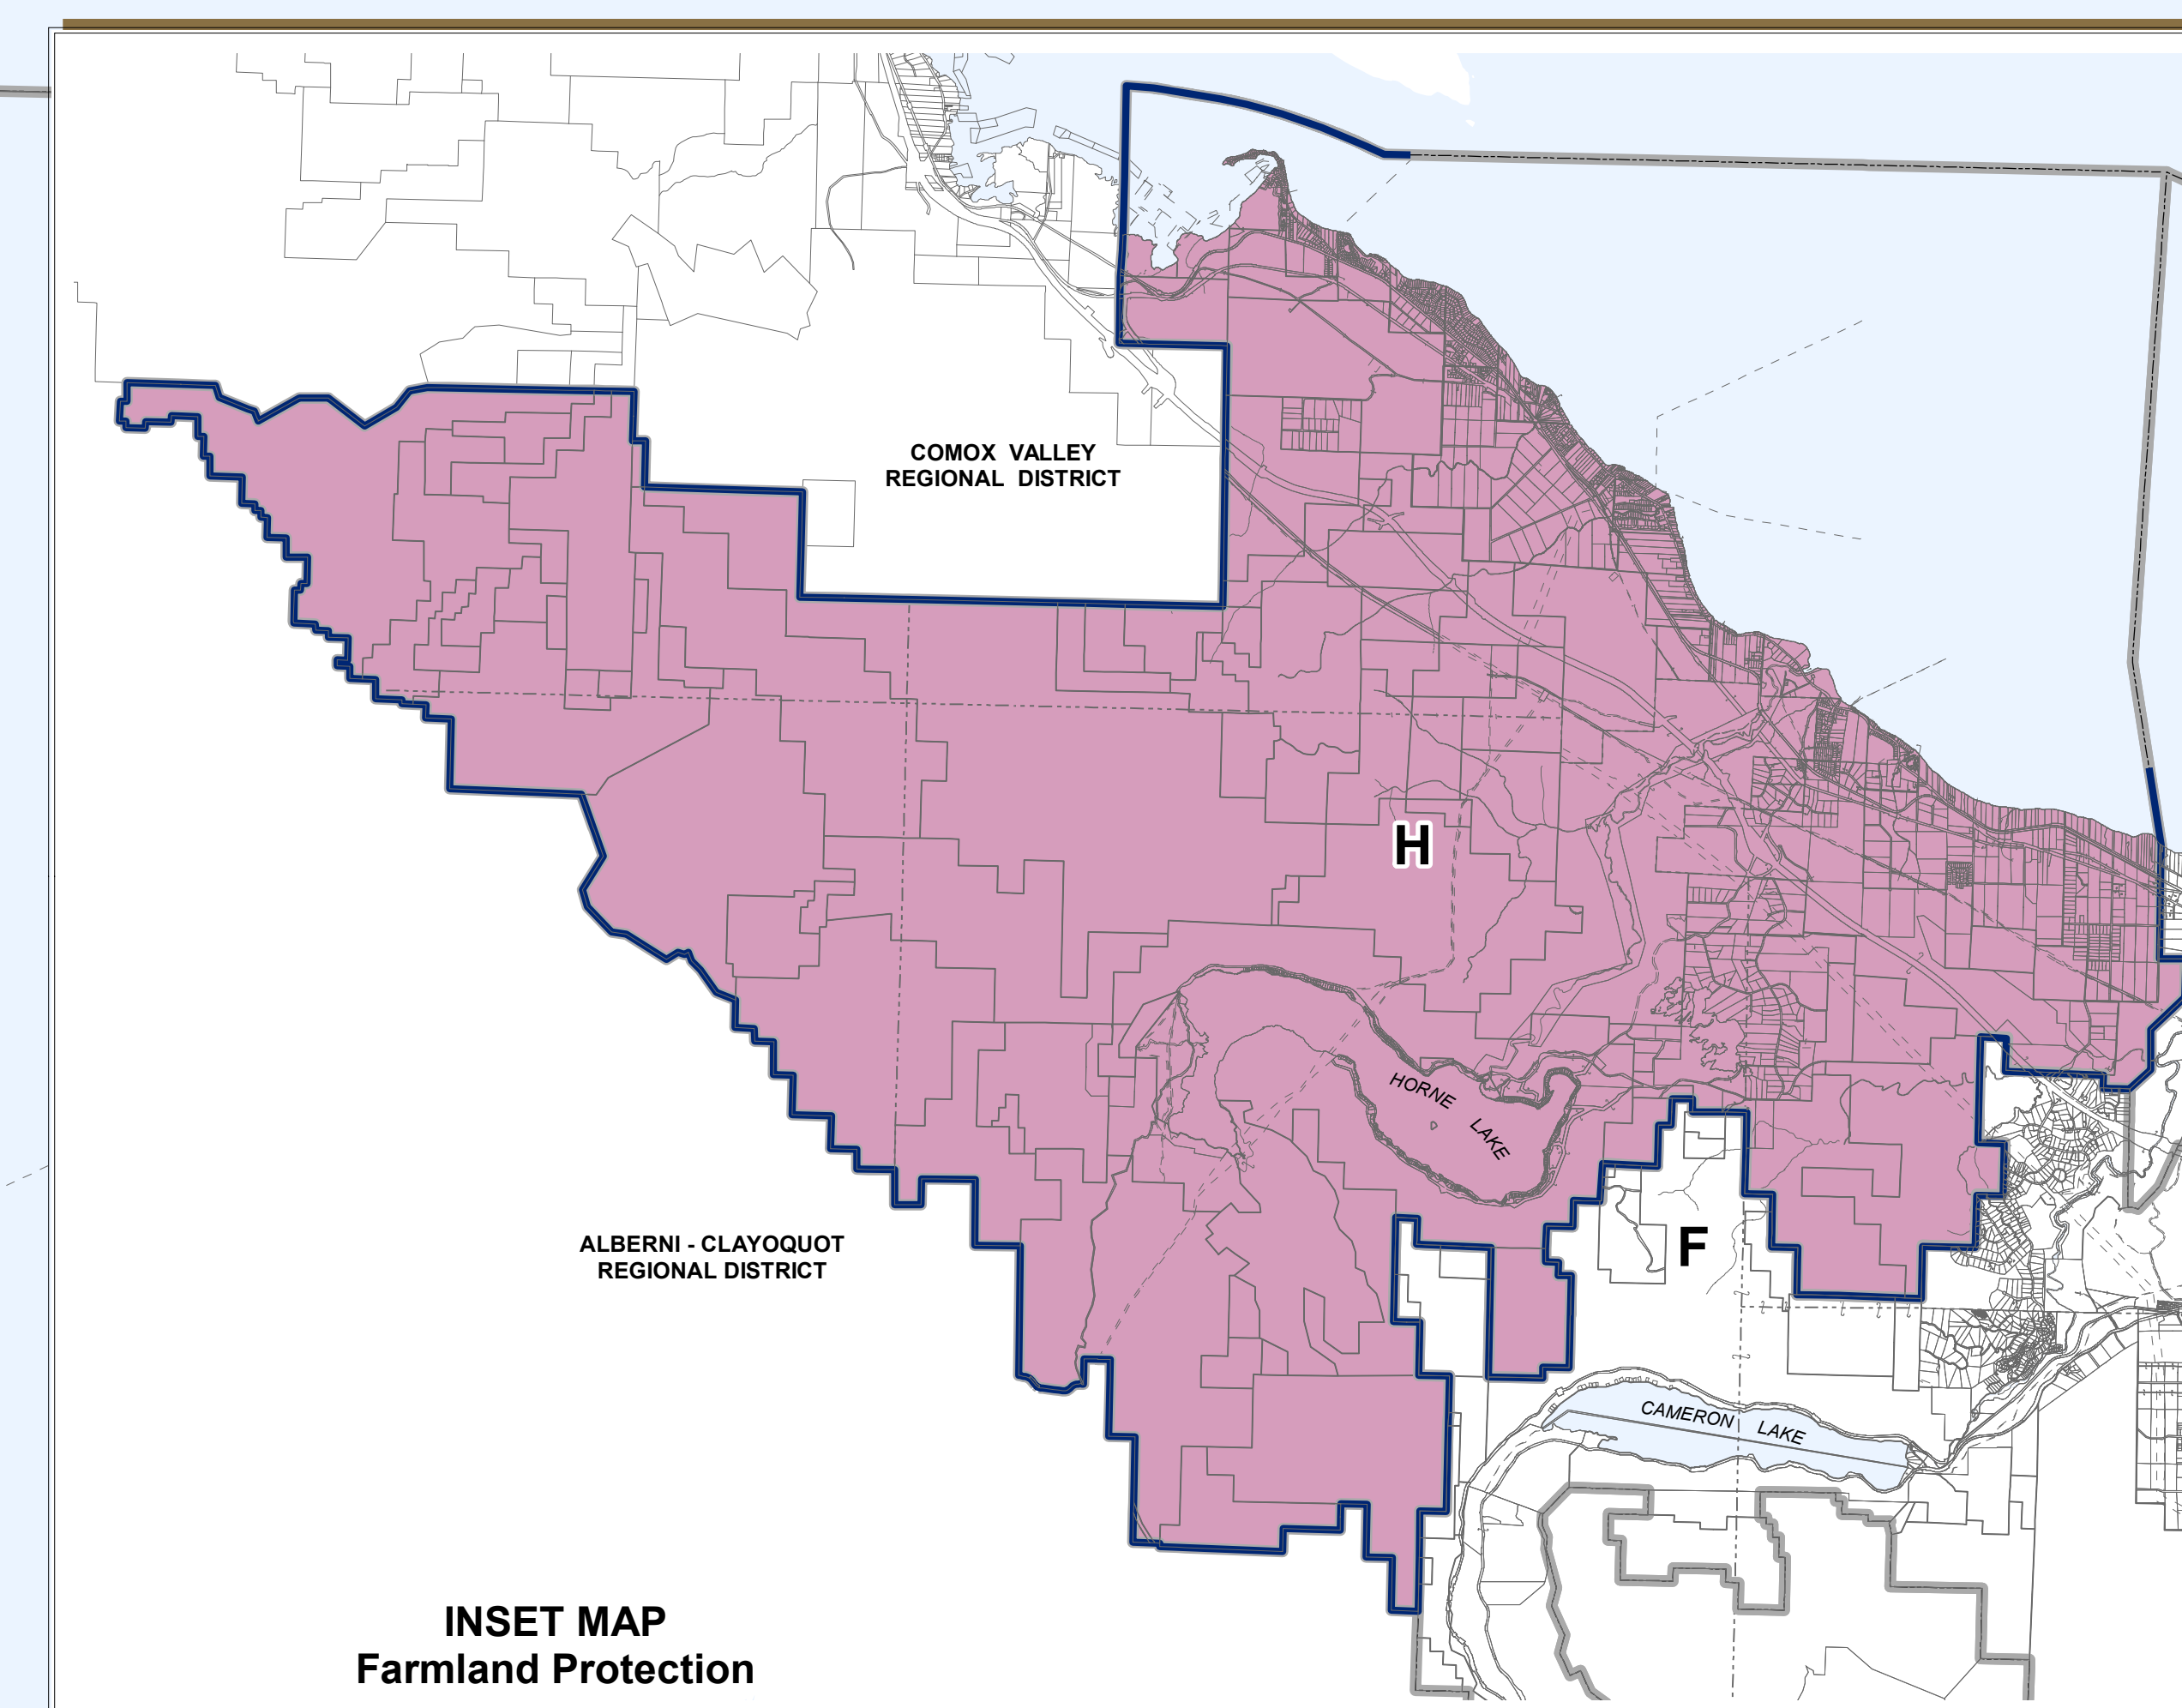 COMOX VALLEY
REGIONAL DISTRICT
H
HORNE
LAKE
ALBERNI - CLAYOQUOT
REGIONAL DISTRICT
F
CAMERON LAKE
INSET MAP
Farmland Protection